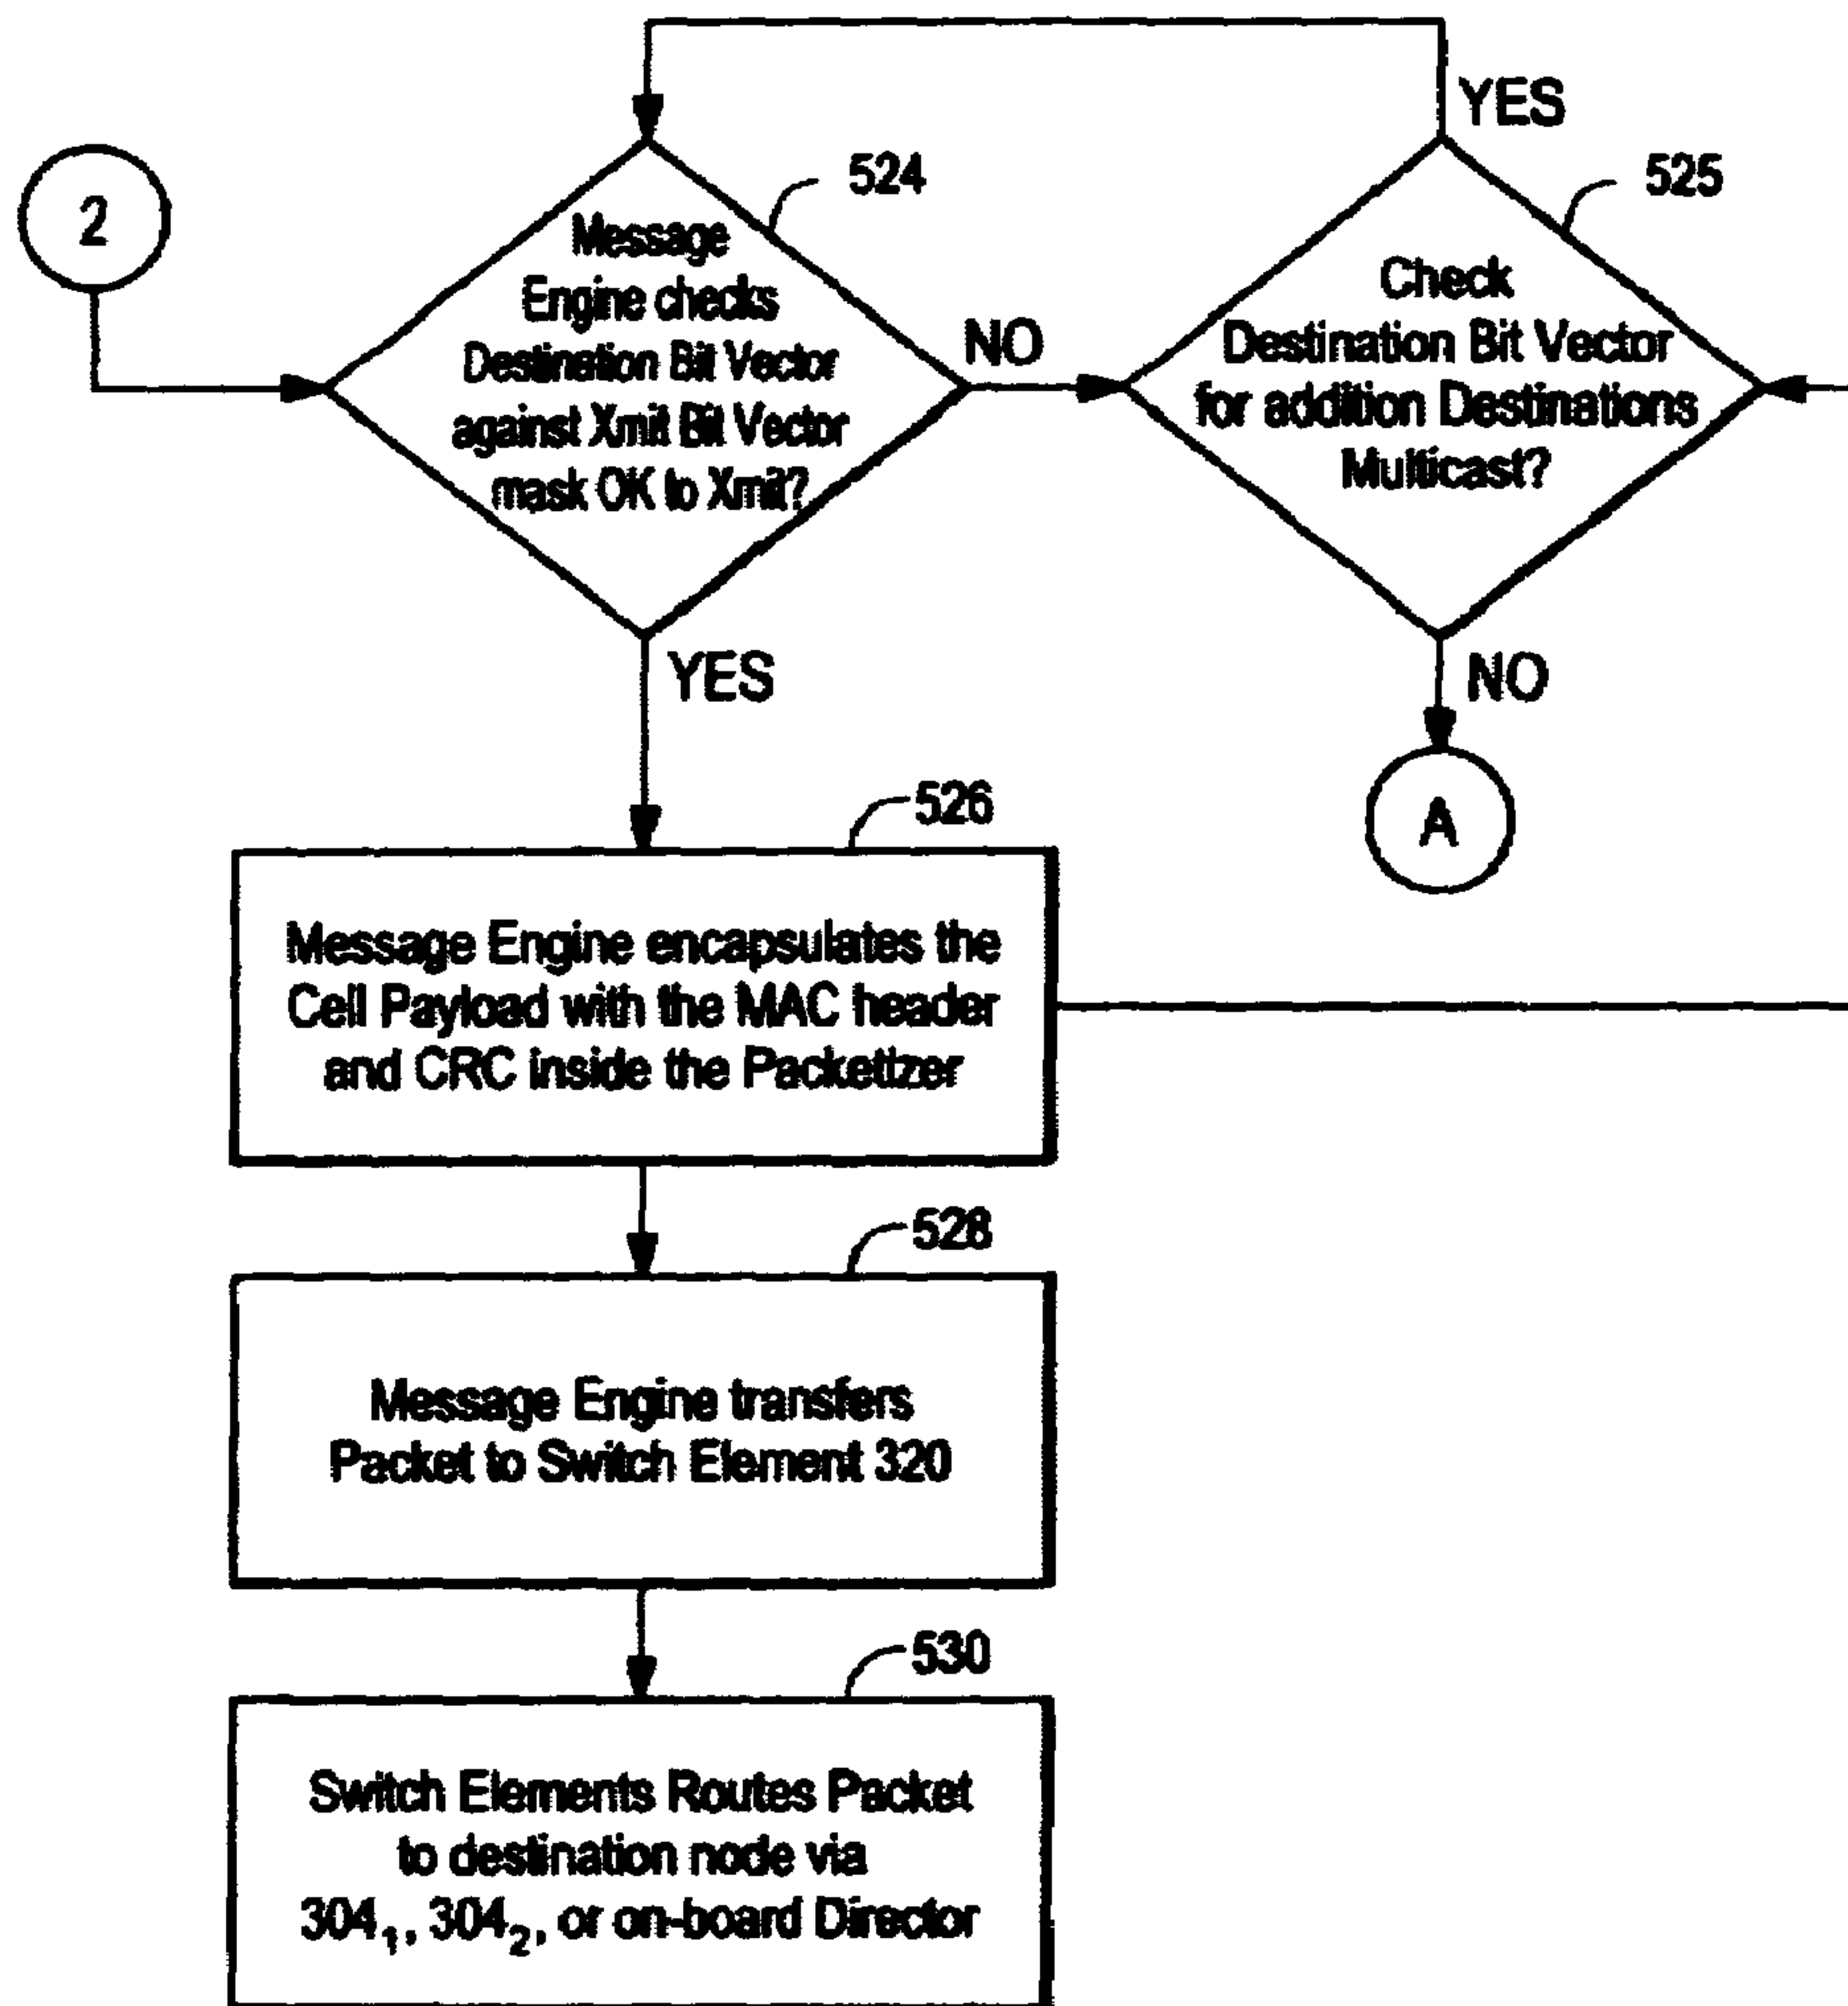 YES
2
524
Message
Engine checks
Destination Bit Vector
against Xmit Bit Vector
mask OK to Xmit?
NO
525
Check
Destination Bit Vector
for addition Destinations
Multicast?
YES
NO
A
526
Message Engine encapsulates the
Cell Payload with the MAC header
and CRC inside the Packetizer
528
Message Engine transfers
Packet to Switch Element 320
530
Switch Elements Routes Packet
to destination node via
304₁, 304₂, or on-board Director